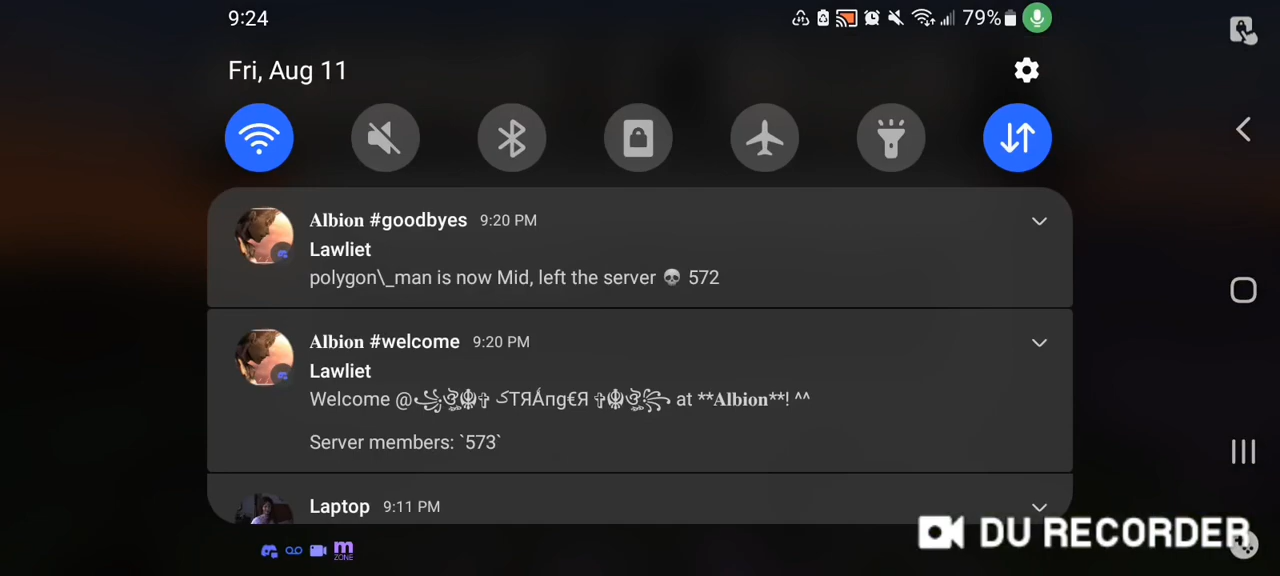 9:24
79%
Fri, Aug 11
𝐀𝐥𝐛𝐢𝐨𝐧 #goodbyes 9:20 PM
Lawliet
polygon\_man is now Mid, left the server 💀 572
𝐀𝐥𝐛𝐢𝐨𝐧 #welcome 9:20 PM
Lawliet
Welcome @꧁ঔৣ☬✞ 𝓢ТЯÁng€Я ✞☬ঔৣ꧂ at **𝐀𝐥𝐛𝐢𝐨𝐧**! ^^
Server members: `573`
Laptop 9:11 PM
m ZONE
DU RECORDER